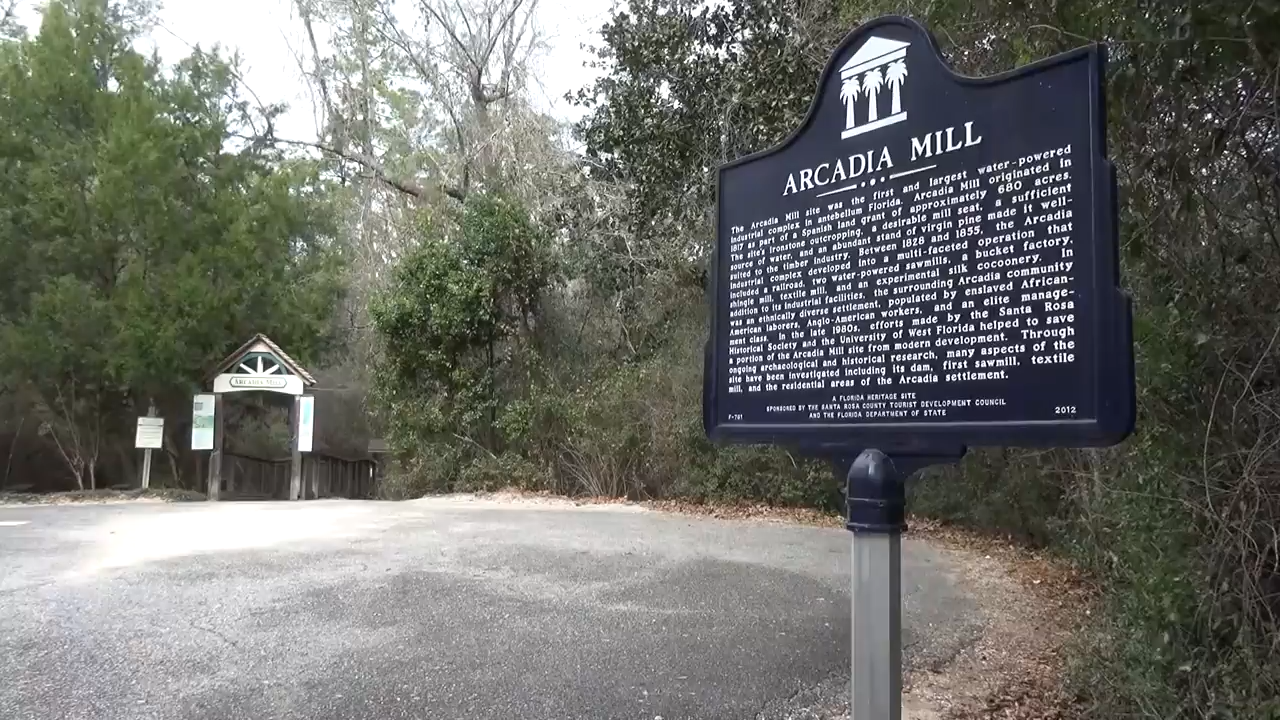 ARCADIA MILL
The Arcadia Mill site was the first and largest water-powered
industrial complex in antebellum Florida. Arcadia Mill originated in
1817 as part of a Spanish land grant of approximately 680 acres.
The site's ironstone outcropping, a desirable mill seat, a sufficient
source of water, and an abundant stand of virgin pine made it well-
suited to the timber industry. Between 1828 and 1855, the Arcadia
industrial complex developed into a multi-faceted operation that
included a railroad, two water-powered sawmills, a bucket factory,
shingle mill, textile mill, and an experimental silk cocoonery. In
addition to its industrial facilities, the surrounding Arcadia community
was an ethnically diverse settlement, populated by enslaved African-
American laborers, Anglo-American workers, and an elite manage-
ment class. In the late 1980s, efforts made by the Santa Rosa
Historical Society and the University of West Florida helped to save
a portion of the Arcadia Mill site from modern development. Through
ongoing archaeological and historical research, many aspects of the
site have been investigated including its dam, first sawmill, textile
mill, and the residential areas of the Arcadia settlement.
A FLORIDA HERITAGE SITE
SPONSORED BY THE SANTA ROSA COUNTY TOURIST DEVELOPMENT COUNCIL
AND THE FLORIDA DEPARTMENT OF STATE
F-761
2012
ARCADIA MILL